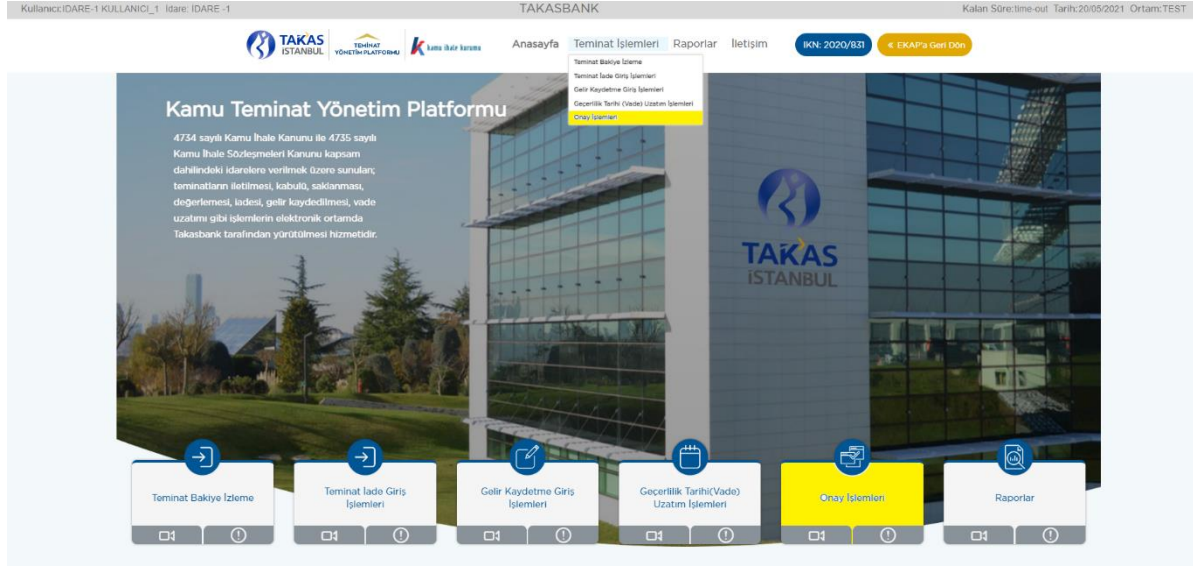 Kullanıcı:IDARE-1 KULLANICI_1 İdare: IDARE -1
TAKASBANK
Kalan Süre:time-out Tarih:20/05/2021 Ortam:TEST
TAKAS
İSTANBUL
TEMİNAT
YÖNETİM PLATFORMU
kamu ihale kurumu
Anasayfa
Teminat İşlemleri
Raporlar
İletişim
IKN: 2020/831
« EKAP'a Geri Dön
Teminat Bakiye İzleme
Teminat İade Giriş İşlemleri
Gelir Kaydetme Giriş İşlemleri
Geçerlilik Tarihi (Vade) Uzatım İşlemleri
Onay İşlemleri
Kamu Teminat Yönetim Platformu
4734 sayılı Kamu İhale Kanunu ile 4735 sayılı
Kamu İhale Sözleşmeleri Kanunu kapsam
dahilindeki idarelere verilmek üzere sunulan;
teminatların iletilmesi, kabulü, saklanması,
değerlemesi, iadesi, gelir kaydedilmesi, vade
uzatımı gibi işlemlerin elektronik ortamda
Takasbank tarafından yürütülmesi hizmetidir.
TAKAS
İSTANBUL
Teminat Bakiye İzleme
Teminat İade Giriş
İşlemleri
Gelir Kaydetme Giriş
İşlemleri
Geçerlilik Tarihi(Vade)
Uzatım İşlemleri
Onay İşlemleri
Raporlar